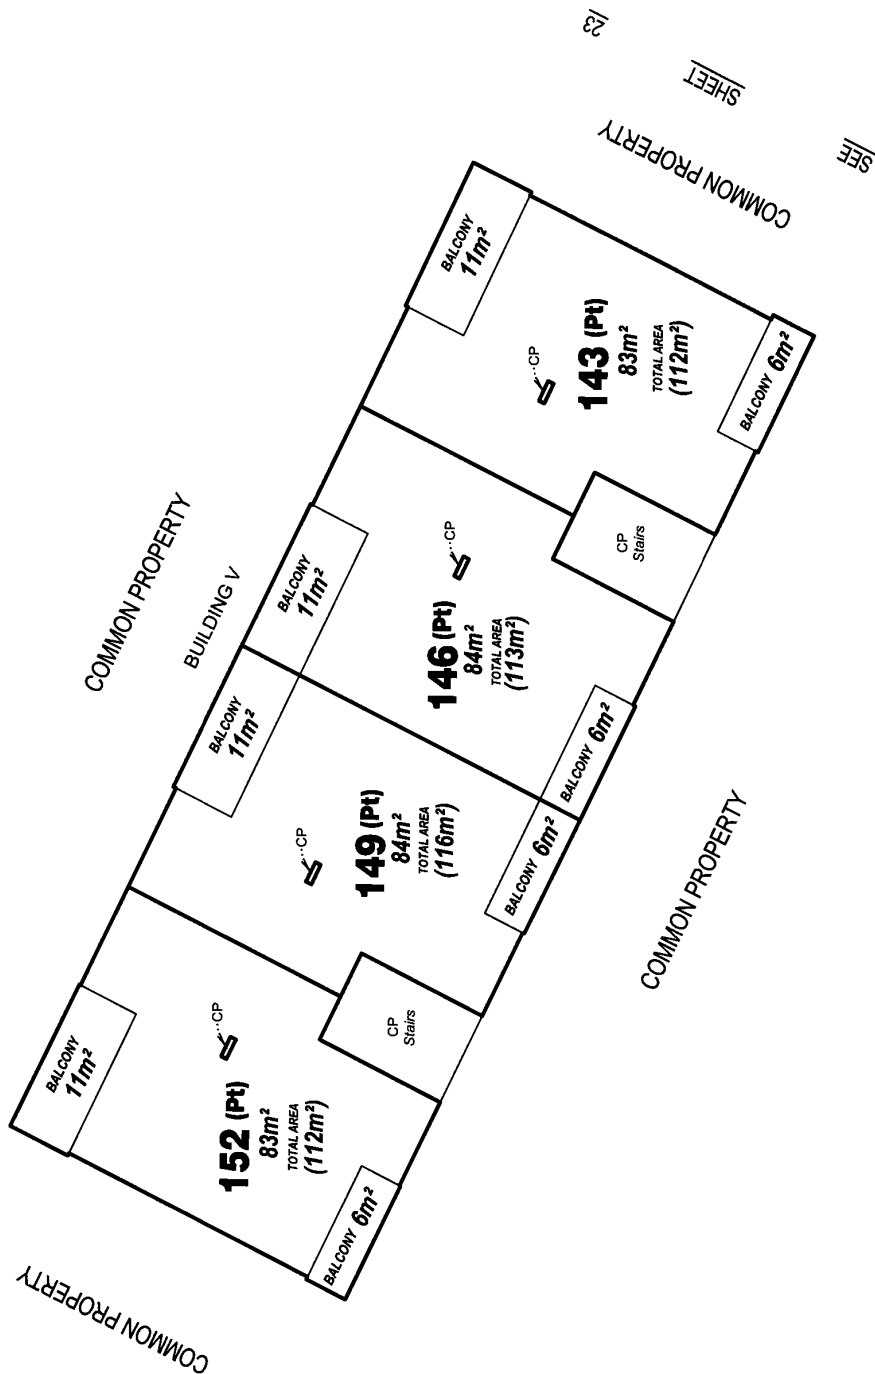 23
SHEET
SEE
COMMON PROPERTY
BALCONY
11m²
CP
143 (Pt)
83m²
TOTAL AREA
(112m²)
BALCONY 6m²
CP
Stairs
COMMON PROPERTY
BUILDING V
BALCONY
11m²
CP
146 (Pt)
84m²
TOTAL AREA
(113m²)
BALCONY 6m²
BALCONY
11m²
CP
149 (Pt)
84m²
TOTAL AREA
(116m²)
BALCONY 6m²
COMMON PROPERTY
CP
Stairs
BALCONY
11m²
CP
152 (Pt)
83m²
TOTAL AREA
(112m²)
BALCONY 6m²
COMMON PROPERTY